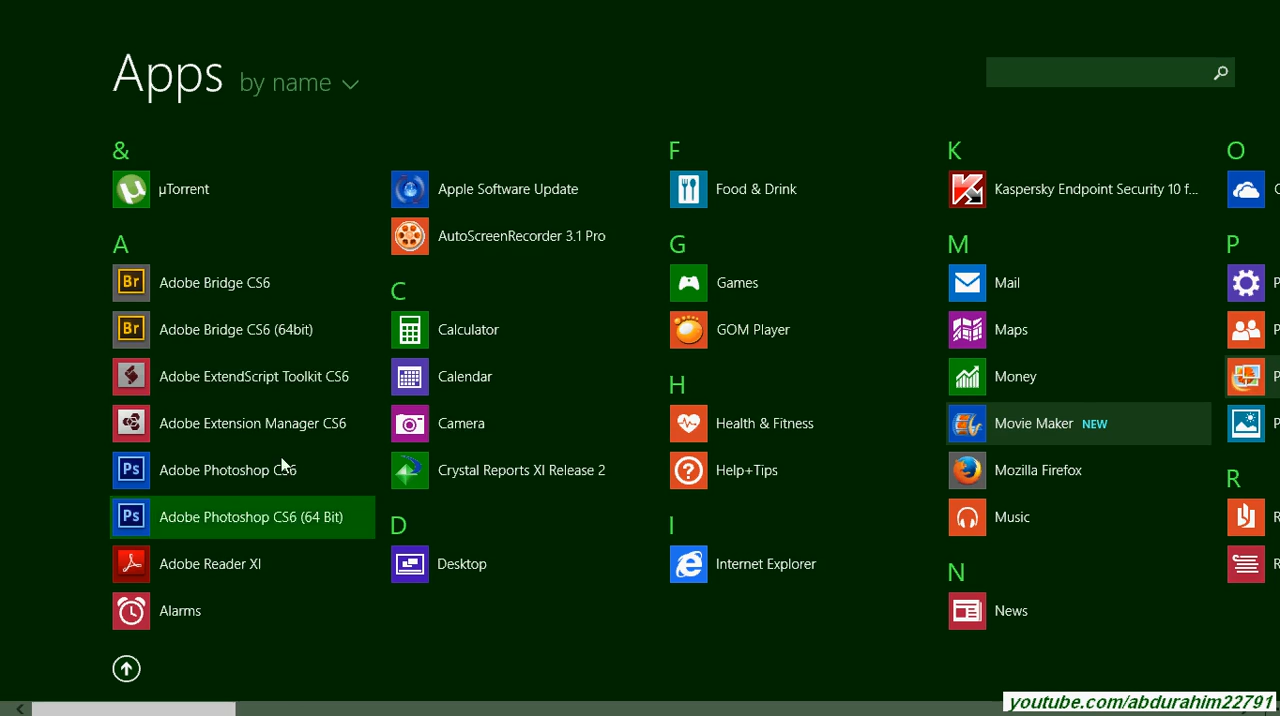 Apps by name
&
µTorrent
A
Adobe Bridge CS6
Adobe Bridge CS6 (64bit)
Adobe ExtendScript Toolkit CS6
Adobe Extension Manager CS6
Adobe Photoshop CS6
Adobe Photoshop CS6 (64 Bit)
Adobe Reader XI
Alarms
Apple Software Update
AutoScreenRecorder 3.1 Pro
C
Calculator
Calendar
Camera
Crystal Reports XI Release 2
D
Desktop
F
Food & Drink
G
Games
GOM Player
H
Health & Fitness
Help+Tips
I
Internet Explorer
K
Kaspersky Endpoint Security 10 f...
M
Mail
Maps
Money
Movie Maker NEW
Mozilla Firefox
Music
N
News
O
P
R
youtube.com/abdurahim22791